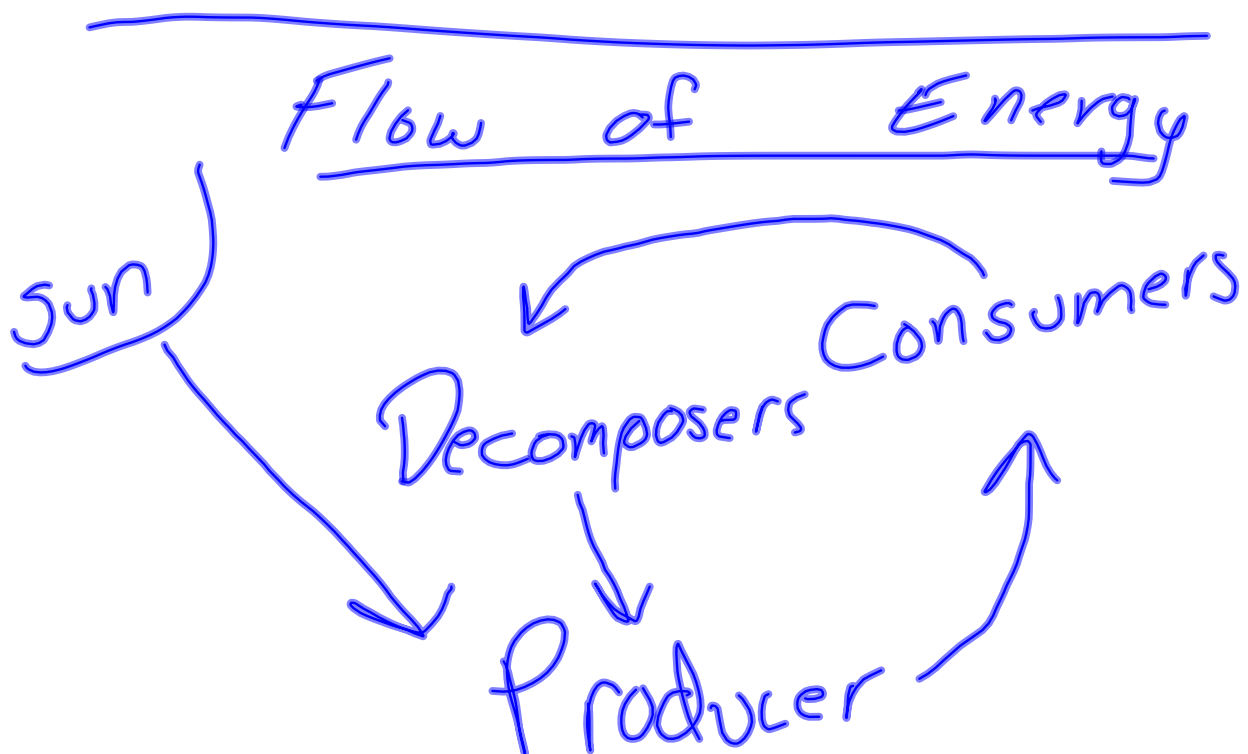 Flow of Energy
Sun
Consumers
Decomposers
Producer